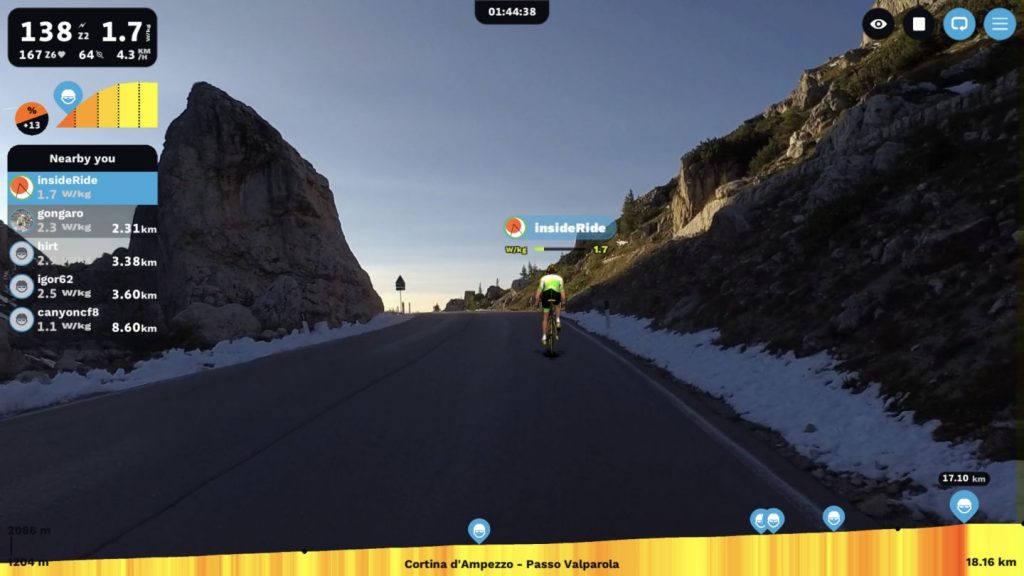 138 Z2 1.7 W/KG
167 Z6 64 4.3 KM/H
01:44:38
%
+13
Nearby you
insideRide
1.7 W/kg
gongaro
2.3 W/kg 2.31km
hirt
W/kg 3.38km
igor62
2.5 W/kg 3.60km
canyoncf8
1.1 W/kg 8.60km
insideRide
W/kg 1.7
17.10 km
2086 m
1204 m
Cortina d'Ampezzo - Passo Valparola
18.16 km